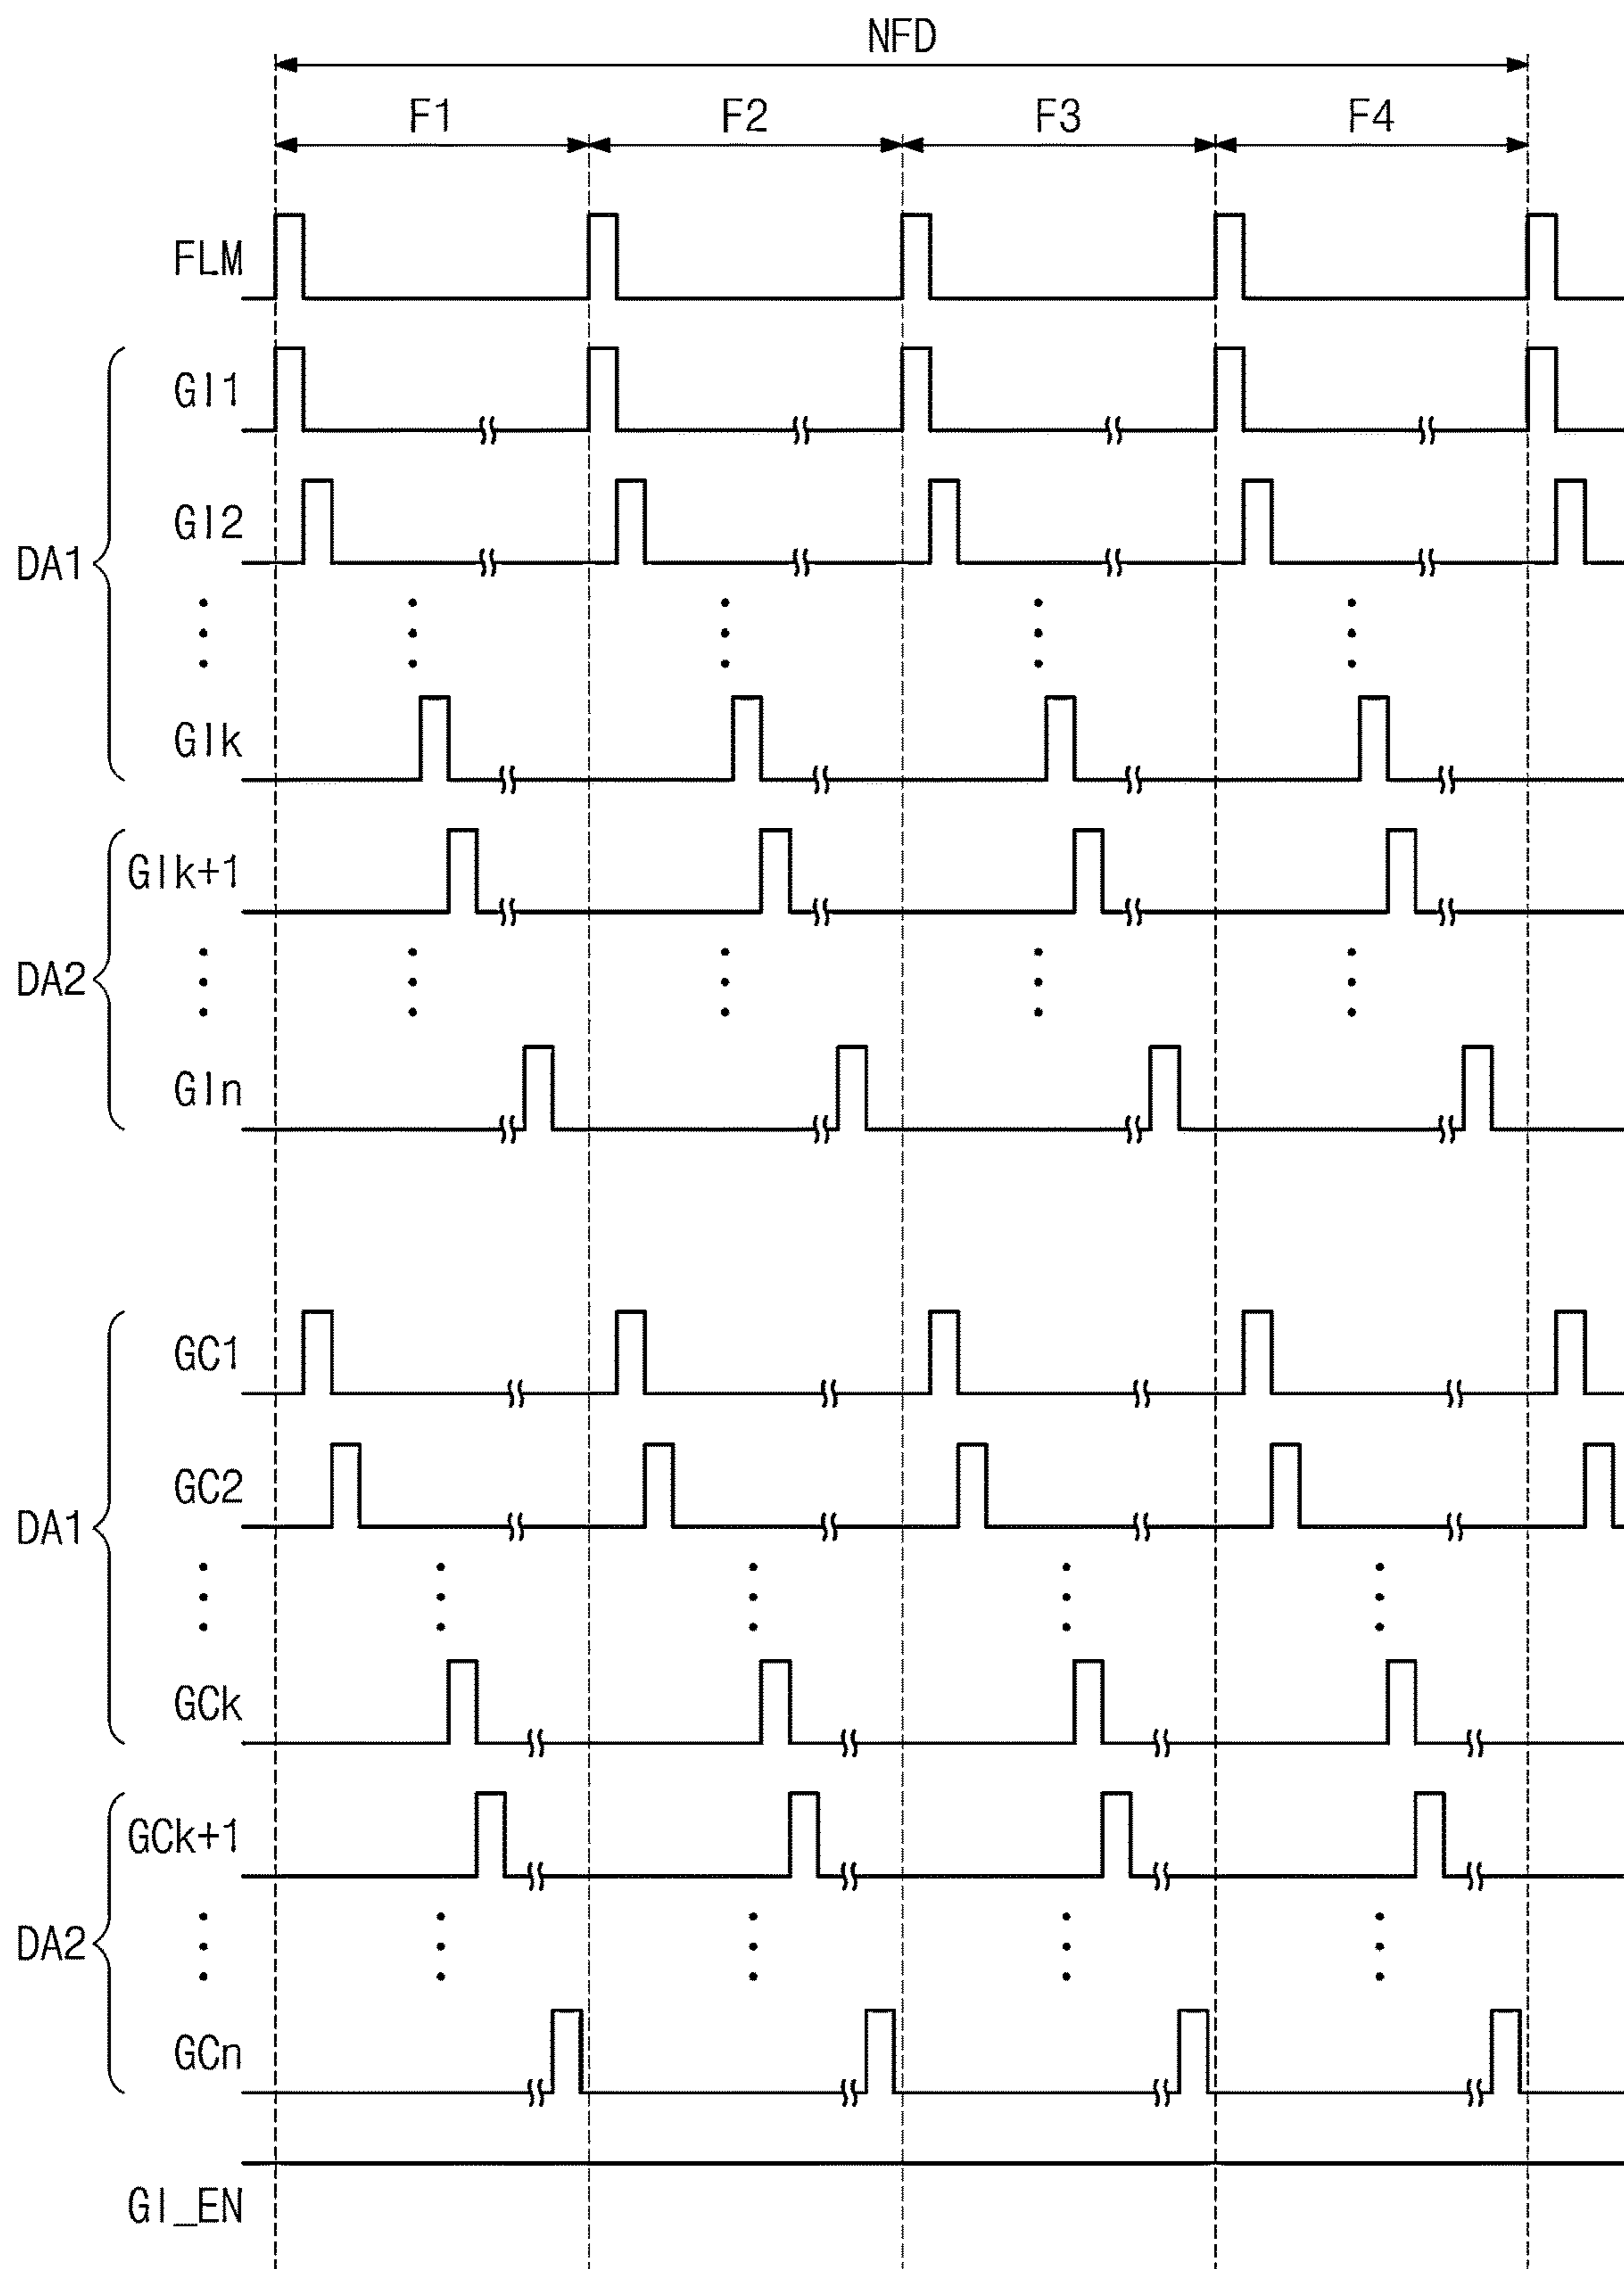 NFD
F1 F2 F3 F4
FLM
DA1
GI1
GI2
GIk
DA2
GIk+1
GIn
DA1
GC1
GC2
GCk
DA2
GCk+1
GCn
GI_EN